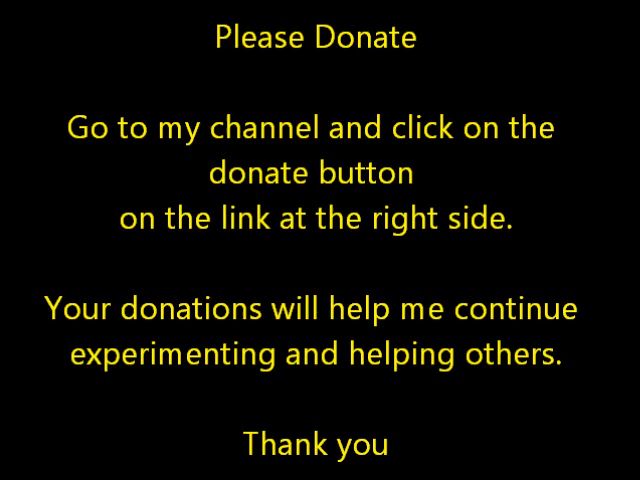 Please Donate
Go to my channel and click on the
donate button
on the link at the right side.
Your donations will help me continue
experimenting and helping others.
Thank you